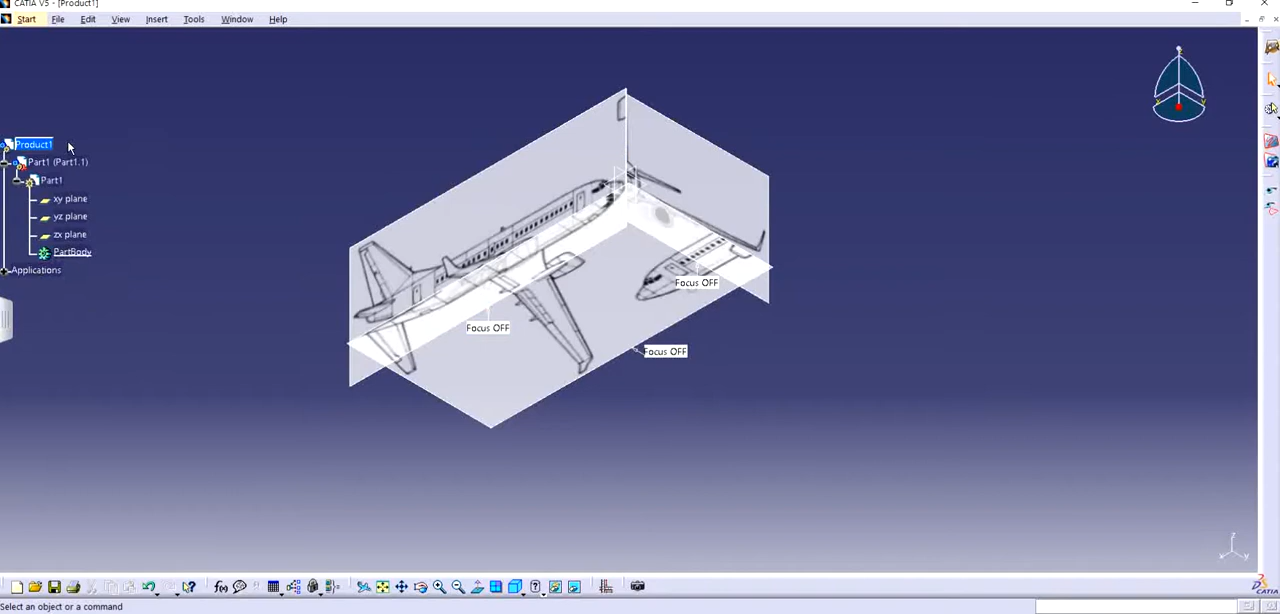 CATIA V5 - [Product1]
Start File Edit View Insert Tools Window Help
Product1
Part1 (Part1.1)
Part1
xy plane
yz plane
zx plane
PartBody
Applications
Focus OFF
Focus OFF
Focus OFF
z
x y
f(x)
CATIA
Select an object or a command